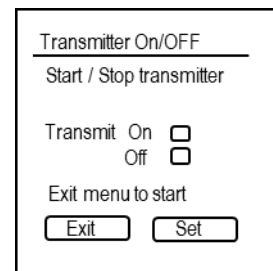 Transmitter On/OFF
Start / Stop transmitter
Transmit On
Off
Exit menu to start
Exit Set